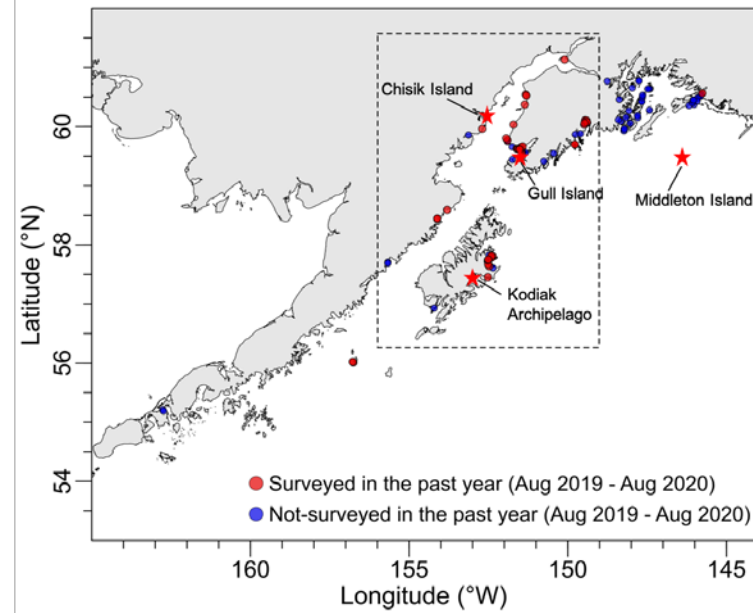 Chisik Island
Gull Island
Middleton Island
Kodiak
Archipelago
Latitude (°N)
60
58
56
54
Surveyed in the past year (Aug 2019 - Aug 2020)
Not-surveyed in the past year (Aug 2019 - Aug 2020)
160
155
150
145
Longitude (°W)